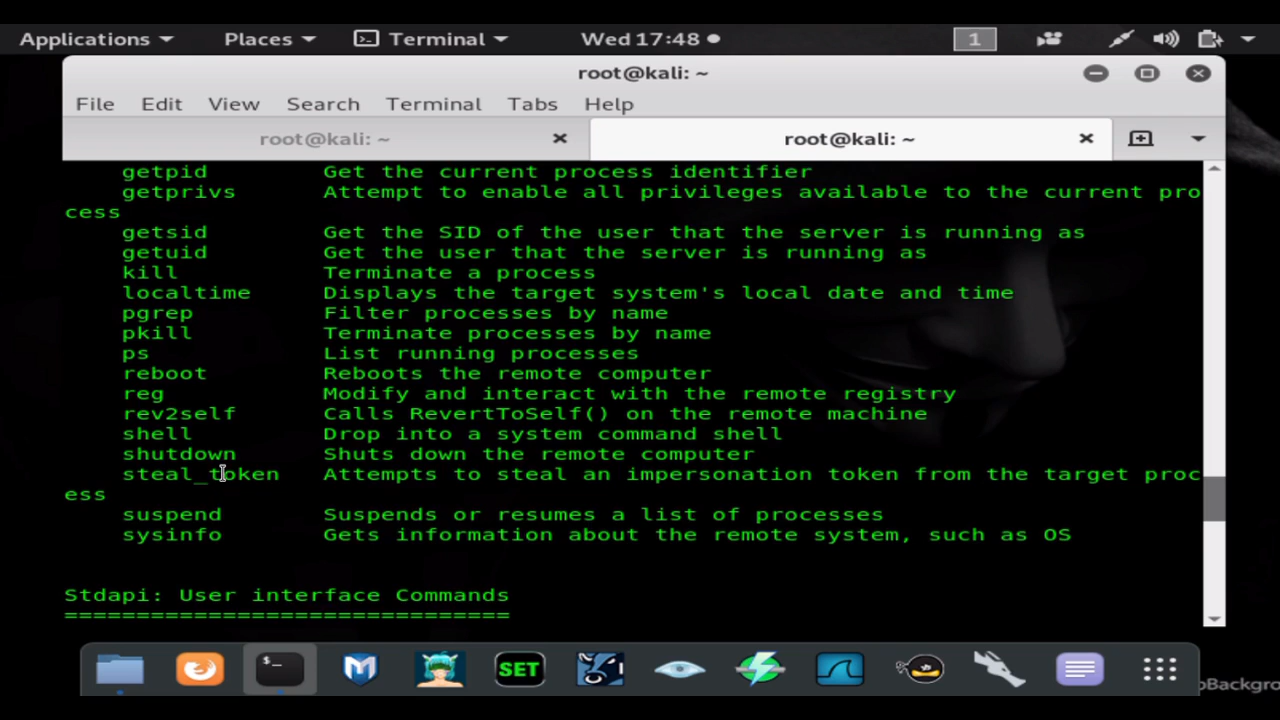 Applications Places Terminal Wed 17:48 1
root@kali: ~
File Edit View Search Terminal Tabs Help
root@kali: ~ root@kali: ~
getpid Get the current process identifier
getprivs Attempt to enable all privileges available to the current pro
cess
getsid Get the SID of the user that the server is running as
getuid Get the user that the server is running as
kill Terminate a process
localtime Displays the target system's local date and time
pgrep Filter processes by name
pkill Terminate processes by name
ps List running processes
reboot Reboots the remote computer
reg Modify and interact with the remote registry
rev2self Calls RevertToSelf() on the remote machine
shell Drop into a system command shell
shutdown Shuts down the remote computer
steal_token Attempts to steal an impersonation token from the target proc
ess
suspend Suspends or resumes a list of processes
sysinfo Gets information about the remote system, such as OS
Stdapi: User interface Commands
===============================
$_
SET